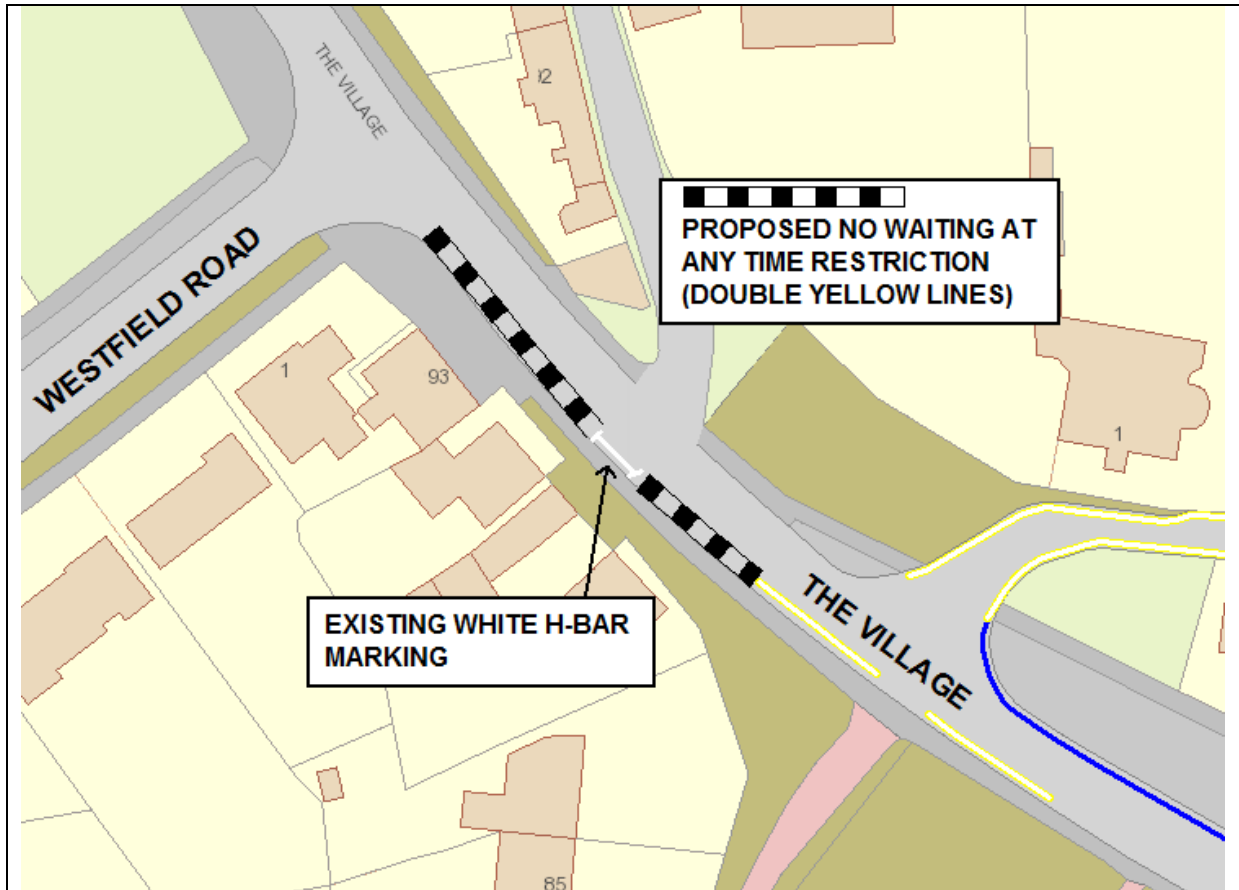 THE VILLAGE
92
PROPOSED NO WAITING AT
ANY TIME RESTRICTION
(DOUBLE YELLOW LINES)
WESTFIELD ROAD
1
93
1
THE VILLAGE
EXISTING WHITE H-BAR
MARKING
85